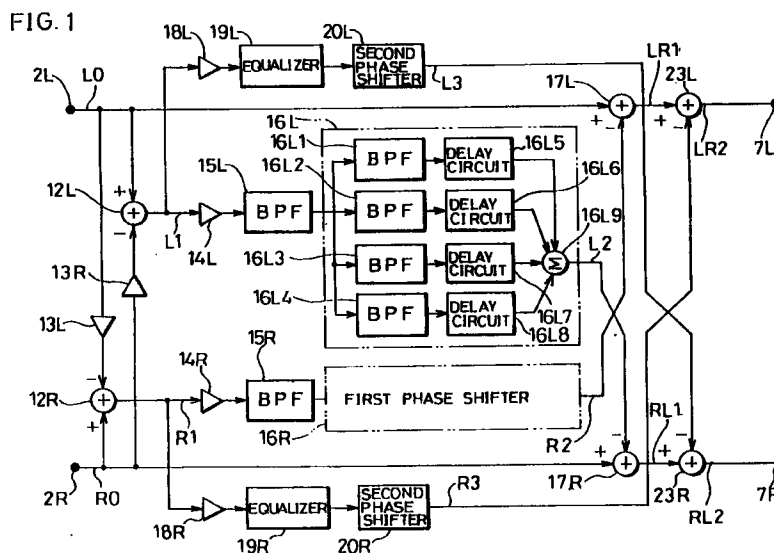 FIG. 1
18L
19L
20L
EQUALIZER
SECOND PHASE SHIFTER
L3
17L
LR1
23L
2L
L0
+
-
+
-
LR2
7L
16L
16L1
BPF
DELAY CIRCUIT
16L5
12L
+
-
15L
BPF
16L2
BPF
DELAY CIRCUIT
16L6
L1
14L
16L9
M
L2
13R
16L3
BPF
DELAY CIRCUIT
16L7
13L
16L4
BPF
DELAY CIRCUIT
16L8
14R
15R
12R
-
+
R1
BPF
16R
FIRST PHASE SHIFTER
R2
RL1
2R
R0
+
-
17R
+
-
23R
RL2
7R
18R
EQUALIZER
19R
SECOND PHASE SHIFTER
20R
R3